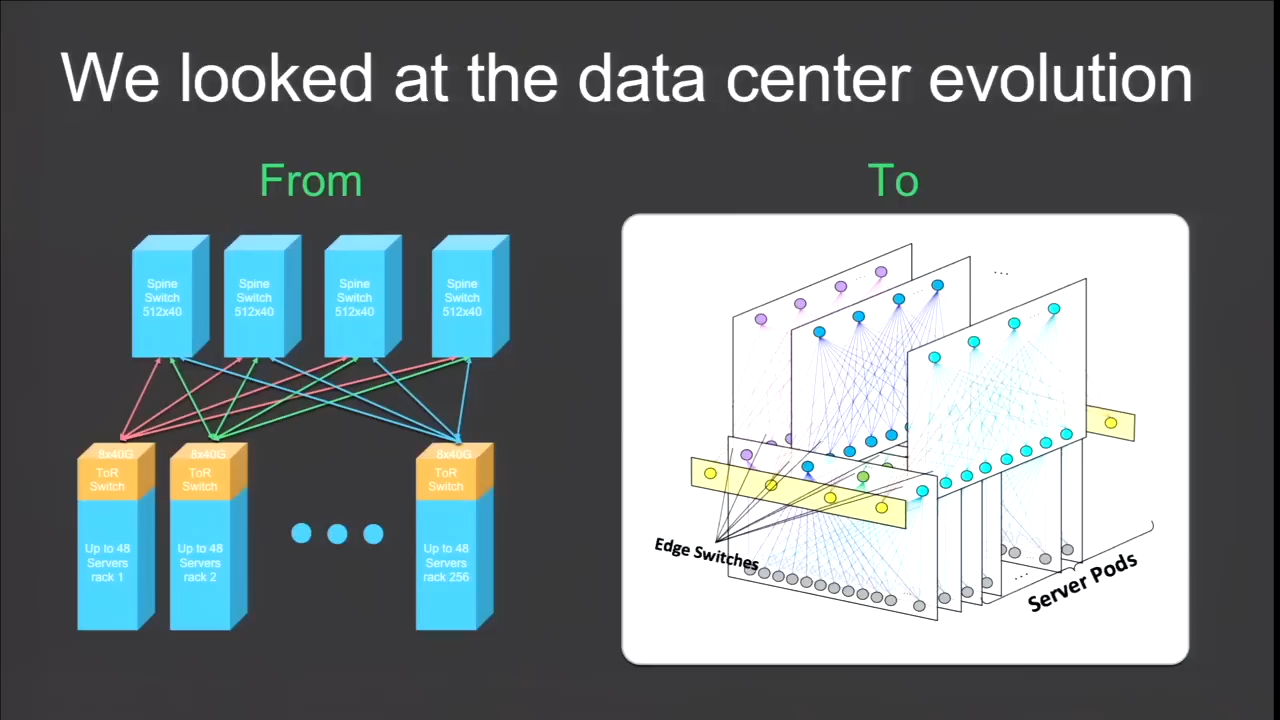 We looked at the data center evolution
From
To
Spine
Switch
512x40
Spine
Switch
512x40
Spine
Switch
512x40
Spine
Switch
512x40
8x40G
ToR
Switch
Up to 48
Servers
rack 1
8x40G
ToR
Switch
Up to 48
Servers
rack 2
8x40G
ToR
Switch
Up to 48
Servers
rack 256
Edge Switches
Server Pods